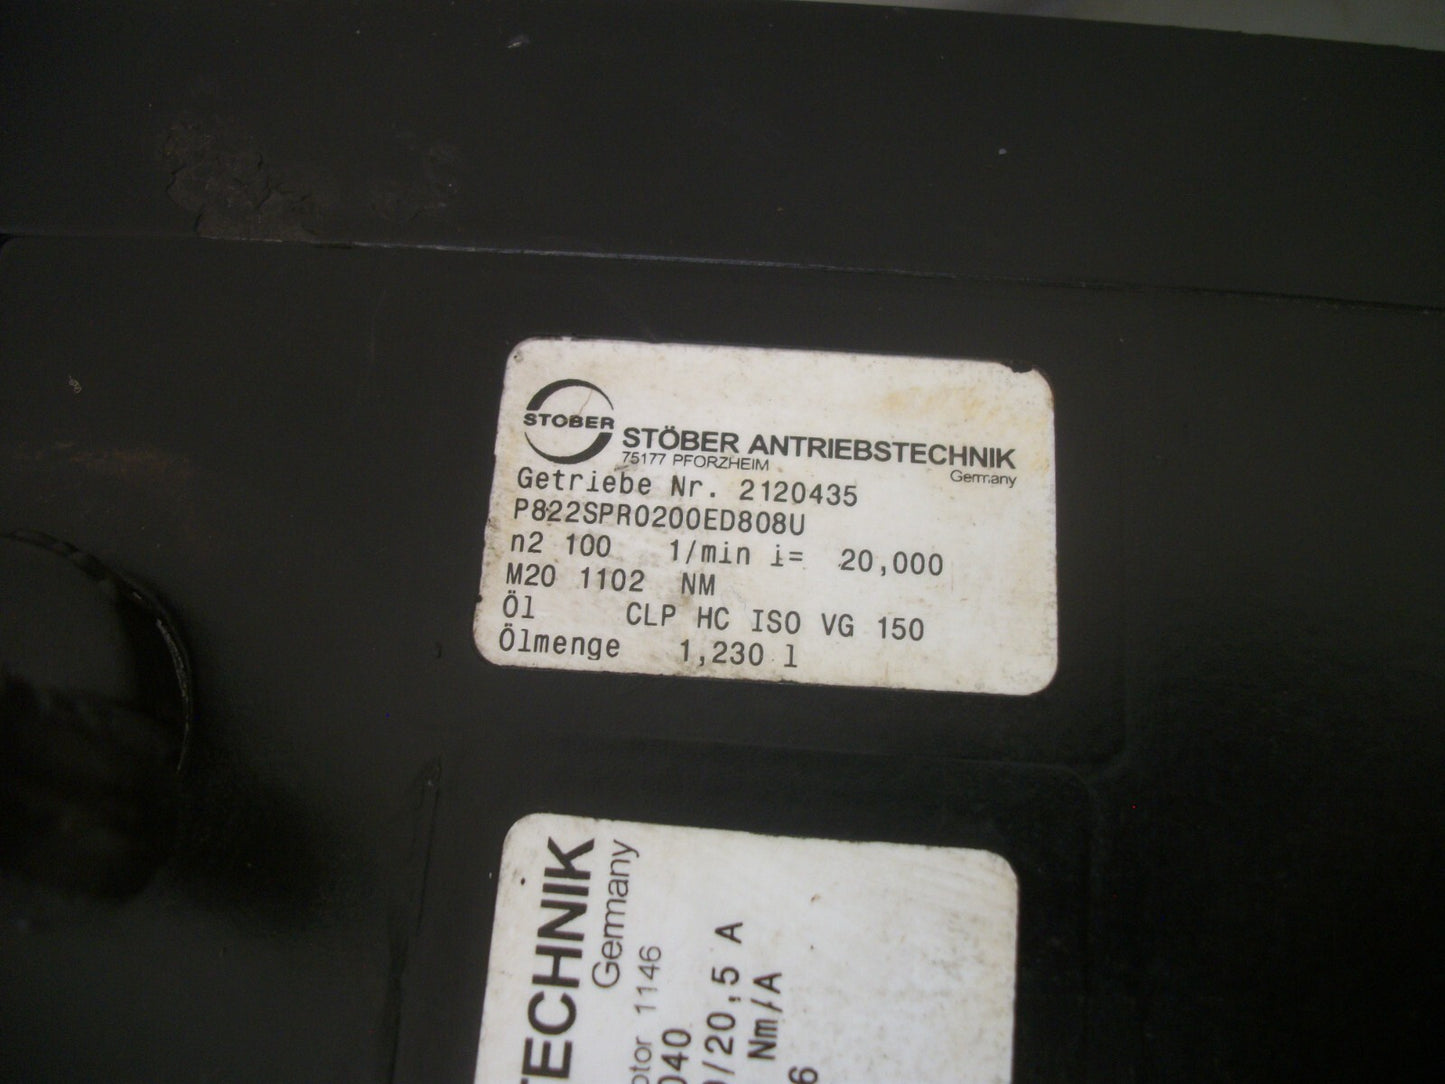 STOBER
STÖBER ANTRIEBSTECHNIK
75177 PFORZHEIM
Germany
Getriebe Nr. 2120435
P822SPR0200ED808U
n2 100 1/min i= 20,000
M20 1102 NM
Öl CLP HC ISO VG 150
Ölmenge 1,230 l
TECHNIK
Germany
otor 1146
040
0/20,5 A
Nm/A
6